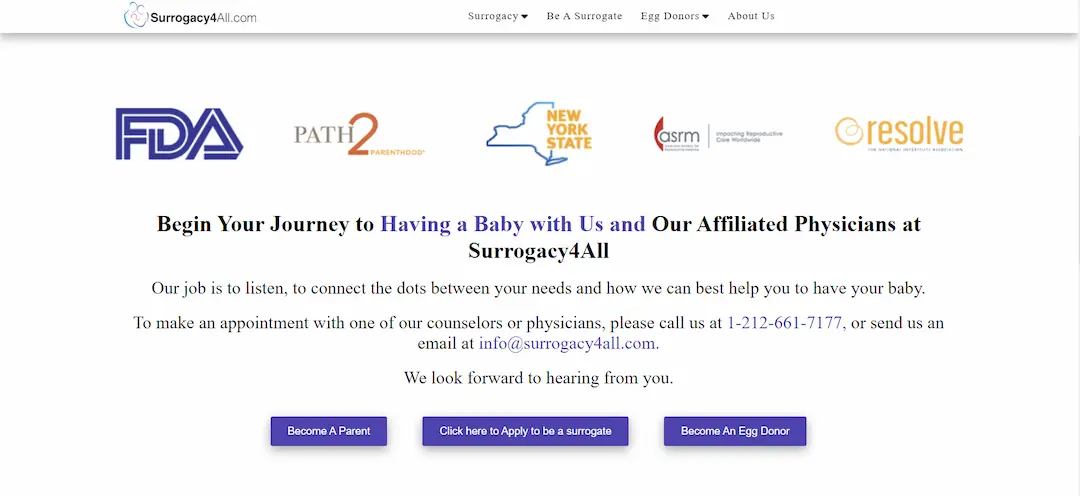 Surrogacy4All.com
Surrogacy Be A Surrogate Egg Donors About Us
FDA
PATH2
PARENTHOOD
NEW
YORK
STATE
asrm
Impacting Reproductive
Care Worldwide
resolve
THE NATIONAL INFERTILITY ASSOCIATION
Begin Your Journey to Having a Baby with Us and Our Affiliated Physicians at
Surrogacy4All
Our job is to listen, to connect the dots between your needs and how we can best help you to have your baby.
To make an appointment with one of our counselors or physicians, please call us at 1-212-661-7177, or send us an
email at info@surrogacy4all.com.
We look forward to hearing from you.
Become A Parent
Click here to Apply to be a surrogate
Become An Egg Donor